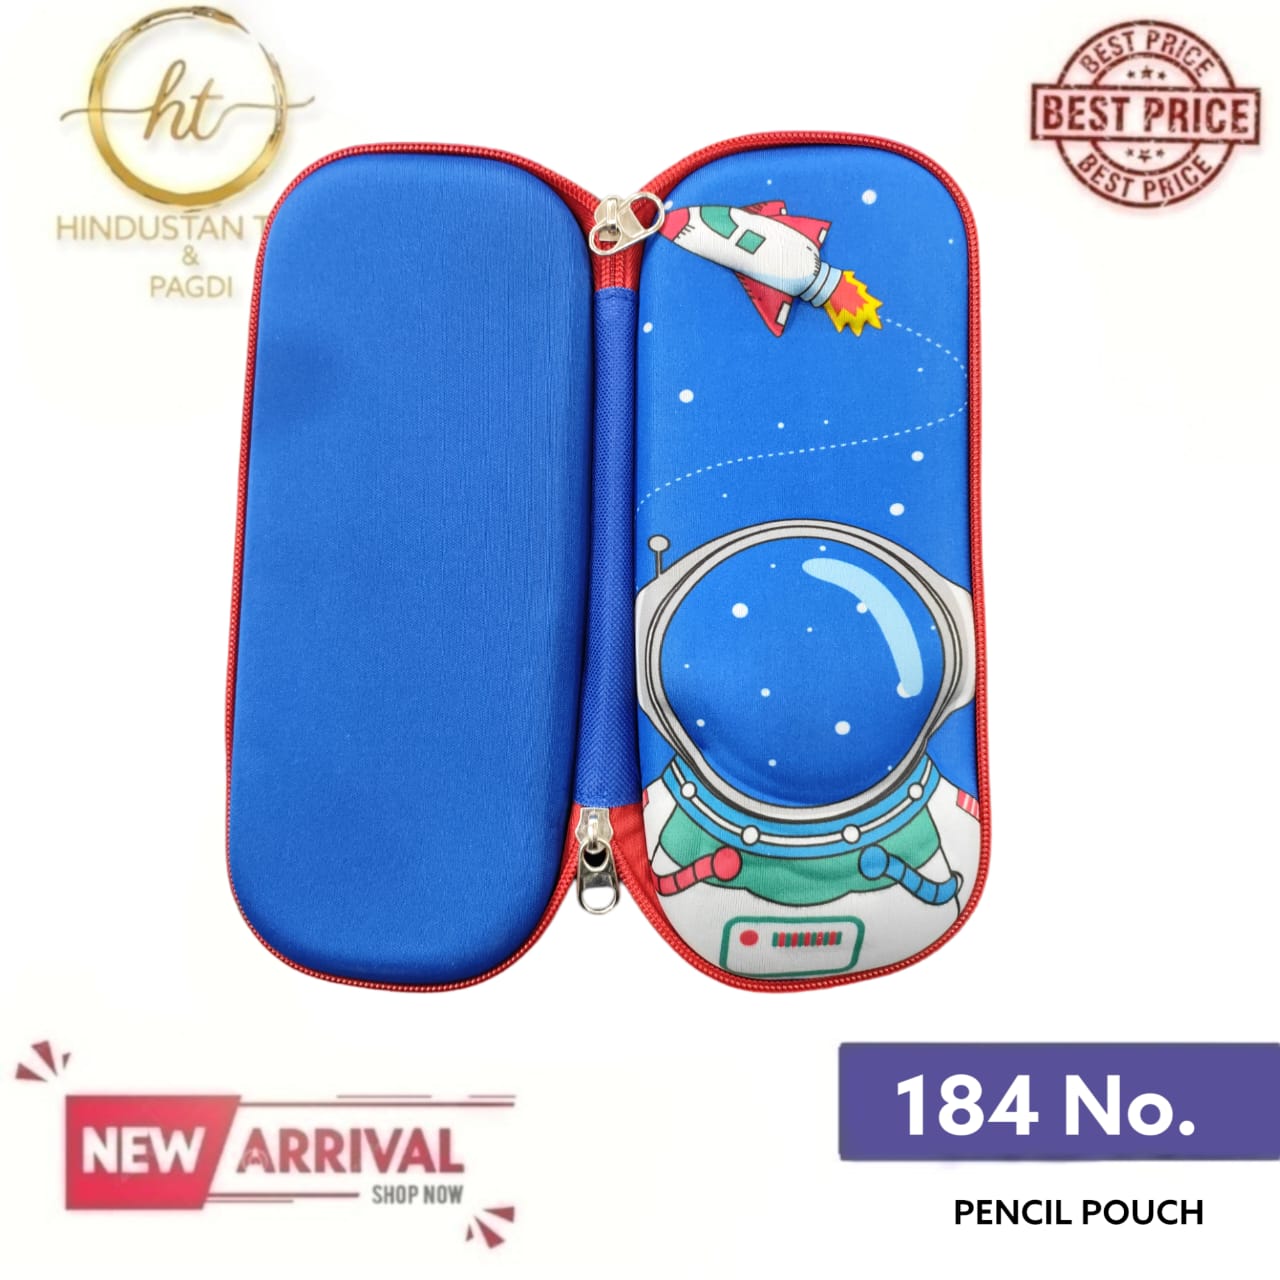 ht
HINDUSTAN T
&
PAGDI
BEST PRICE
BEST PRICE
BEST PRICE
NEW ARRIVAL
SHOP NOW
184 No.
PENCIL POUCH